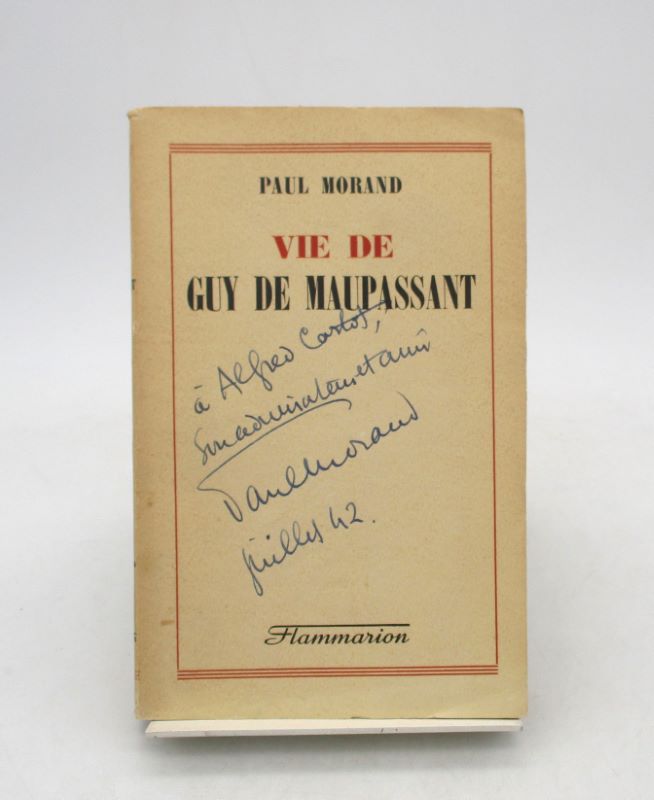 PAUL MORAND
VIE DE
GUY DE MAUPASSANT
à Alfred Cortot,
son admirateur et ami
Paul Morand
juillet 42.
Flammarion